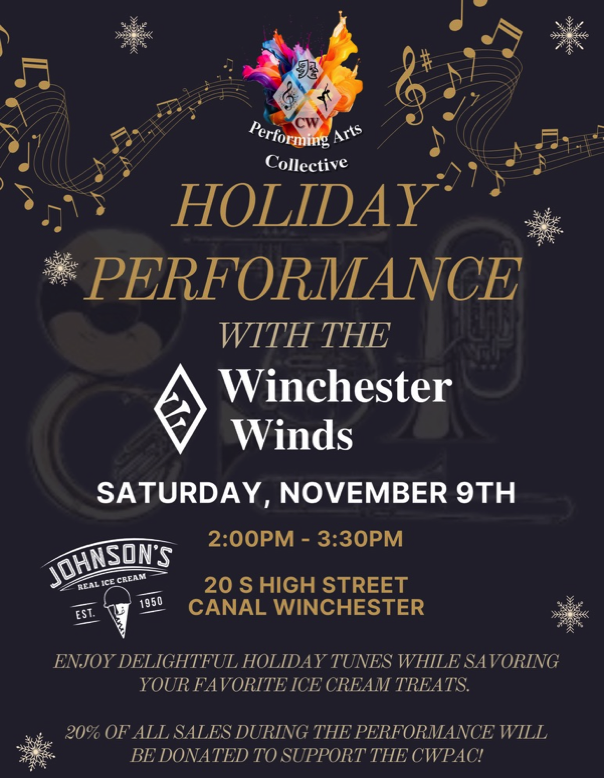 CW
Performing Arts
Collective
HOLIDAY
PERFORMANCE
WITH THE
Winchester
Winds
SATURDAY, NOVEMBER 9TH
2:00PM - 3:30PM
JOHNSON'S
REAL ICE CREAM
EST. 1950
20 S HIGH STREET
CANAL WINCHESTER
ENJOY DELIGHTFUL HOLIDAY TUNES WHILE SAVORING
YOUR FAVORITE ICE CREAM TREATS.
20% OF ALL SALES DURING THE PERFORMANCE WILL
BE DONATED TO SUPPORT THE CWPAC!